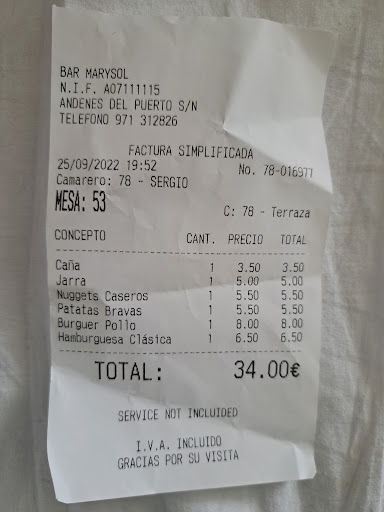 BAR MARYSOL
N.I.F. A07111115
ANDENES DEL PUERTO S/N
TELEFONO 971 312826
FACTURA SIMPLIFICADA
25/09/2022 19:52 No. 78-016977
Camarero: 78 - SERGIO
MESA: 53
C: 78 - Terraza
CONCEPTO CANT. PRECIO TOTAL
Caña 1 3.50 3.50
Jarra 1 5.00 5.00
Nuggets Caseros 1 5.50 5.50
Patatas Bravas 1 5.50 5.50
Burguer Pollo 1 8.00 8.00
Hamburguesa Clásica 1 6.50 6.50
TOTAL: 34.00€
SERVICE NOT INCLUIDED
I.V.A. INCLUIDO
GRACIAS POR SU VISITA